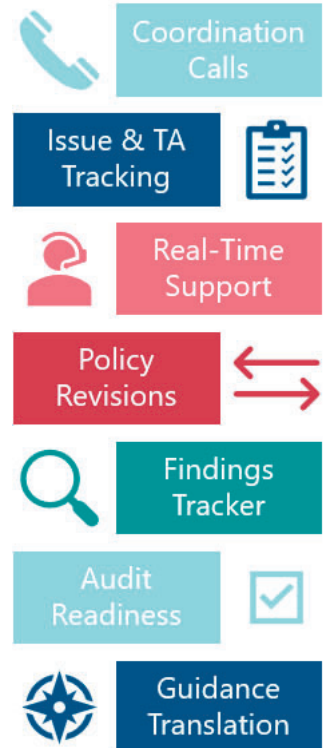 Coordination
Calls
Issue & TA
Tracking
Real-Time
Support
Policy
Revisions
Findings
Tracker
Audit
Readiness
Guidance
Translation